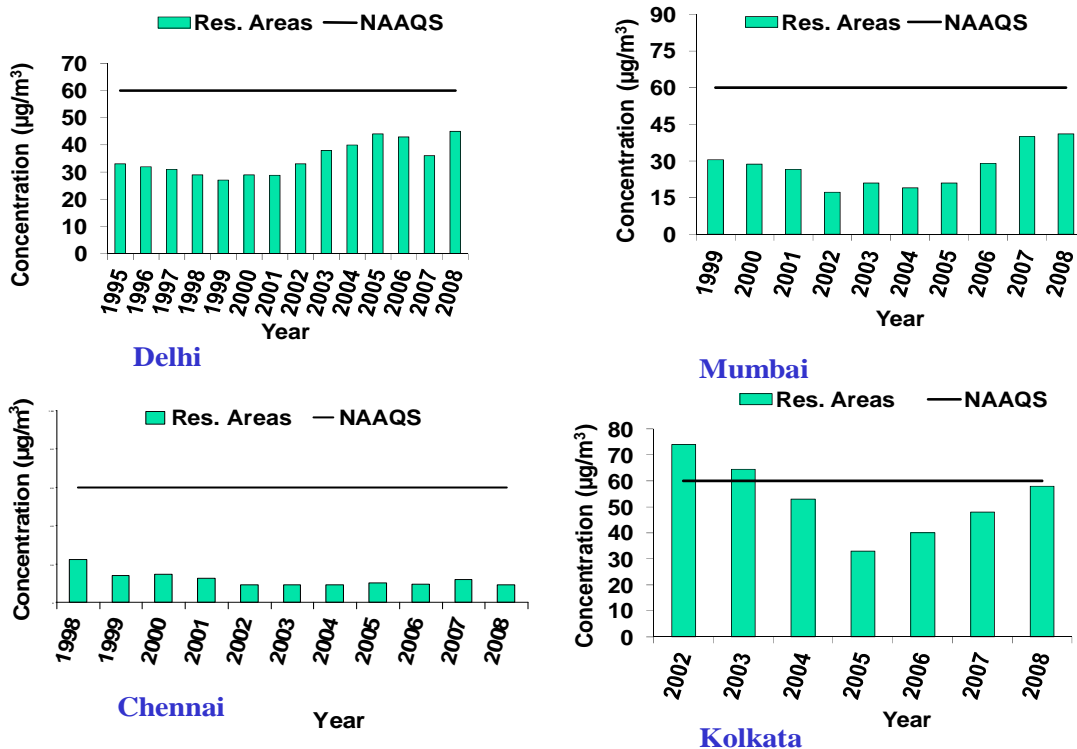 Res. Areas NAAQS
Concentration (µg/m³)
70
60
50
40
30
20
10
0
1995 1996 1997 1998 1999 2000 2001 2002 2003 2004 2005 2006 2007 2008
Year
Delhi
Res. Areas NAAQS
Concentration (µg/m³)
90
75
60
45
30
15
0
1999 2000 2001 2002 2003 2004 2005 2006 2007 2008
Year
Mumbai
Res. Areas NAAQS
Concentration (µg/m³)
1998 1999 2000 2001 2002 2003 2004 2005 2006 2007 2008
Chennai Year
Res. Areas NAAQS
Concentration (µg/m³)
80
70
60
50
40
30
20
10
0
2002 2003 2004 2005 2006 2007 2008
Year
Kolkata